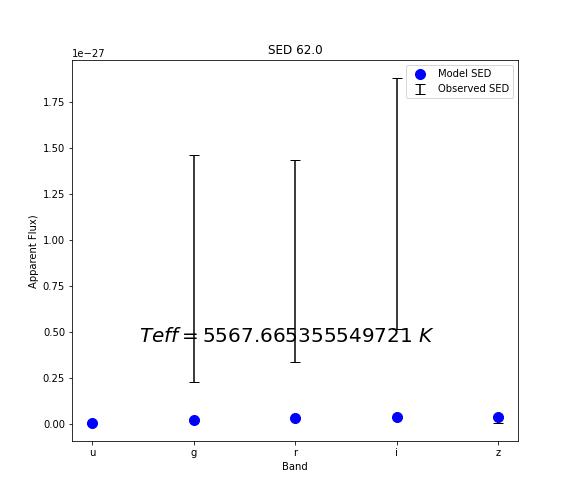 SED 62.0
1e−27
Model SED
Observed SED
1.75
1.50
1.25
1.00
0.75
0.50
0.25
0.00
Apparent Flux)
Teff = 5567.665355549721 K
u g r i z
Band